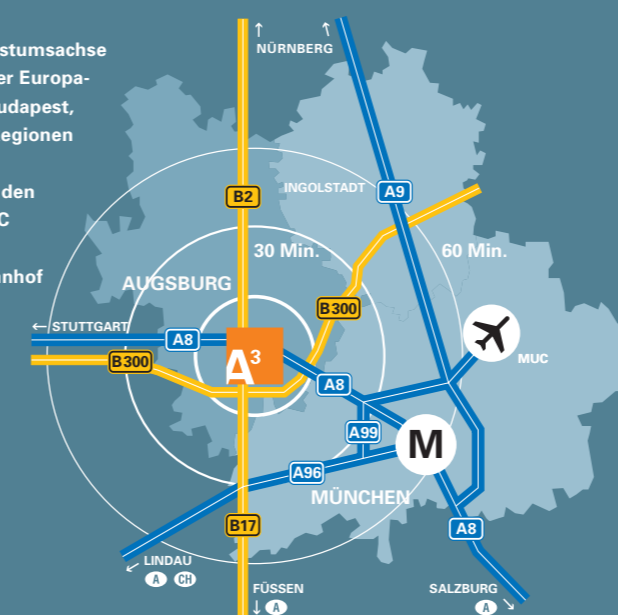 stumsachse
er Europa-
udapest,
egionen
den
C
nhof
↑
NÜRNBERG
↑
B2
INGOLSTADT
A9
30 Min.
60 Min.
AUGSBURG
B300
← STUTTGART
A8
B300
A³
MUC
A8
A99
M
A96
MÜNCHEN
B17
A8
LINDAU
↙ A CH
FÜSSEN
↓ A
SALZBURG
A ↘